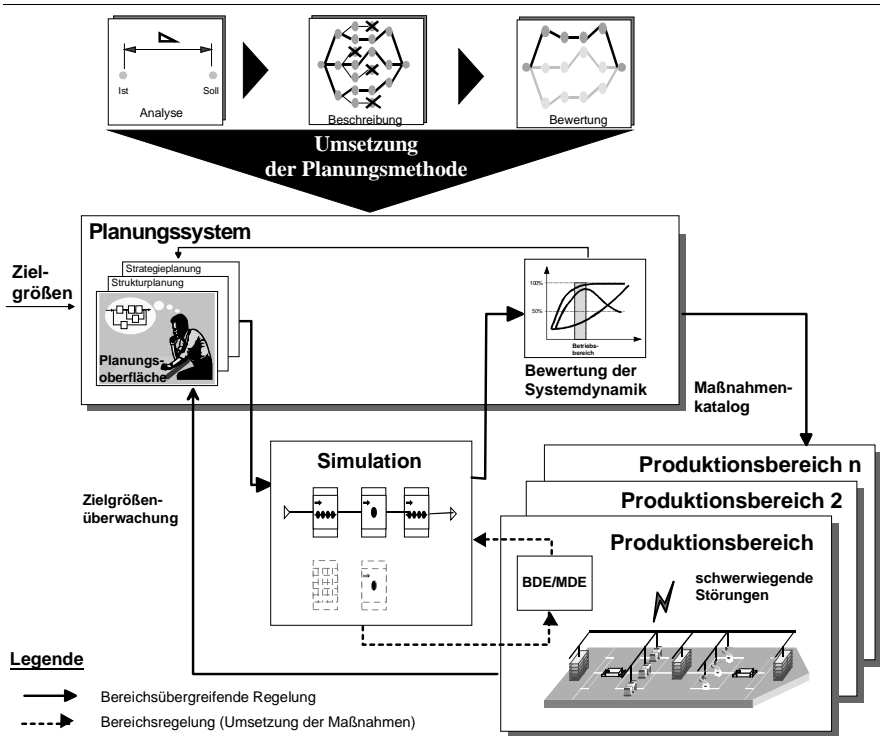 Ist
Soll
Analyse
Beschreibung
Bewertung
Umsetzung
der Planungsmethode
Planungssystem
Ziel-
größen
Strategieplanung
Strukturplanung
Planungs-
oberfläche
100%
50%
Betriebs-
bereich
Bewertung der
Systemdynamik
Maßnahmen-
katalog
Simulation
Zielgrößen-
überwachung
Produktionsbereich n
Produktionsbereich 2
Produktionsbereich
BDE/MDE
schwerwiegende
Störungen
Legende
Bereichsübergreifende Regelung
Bereichsregelung (Umsetzung der Maßnahmen)